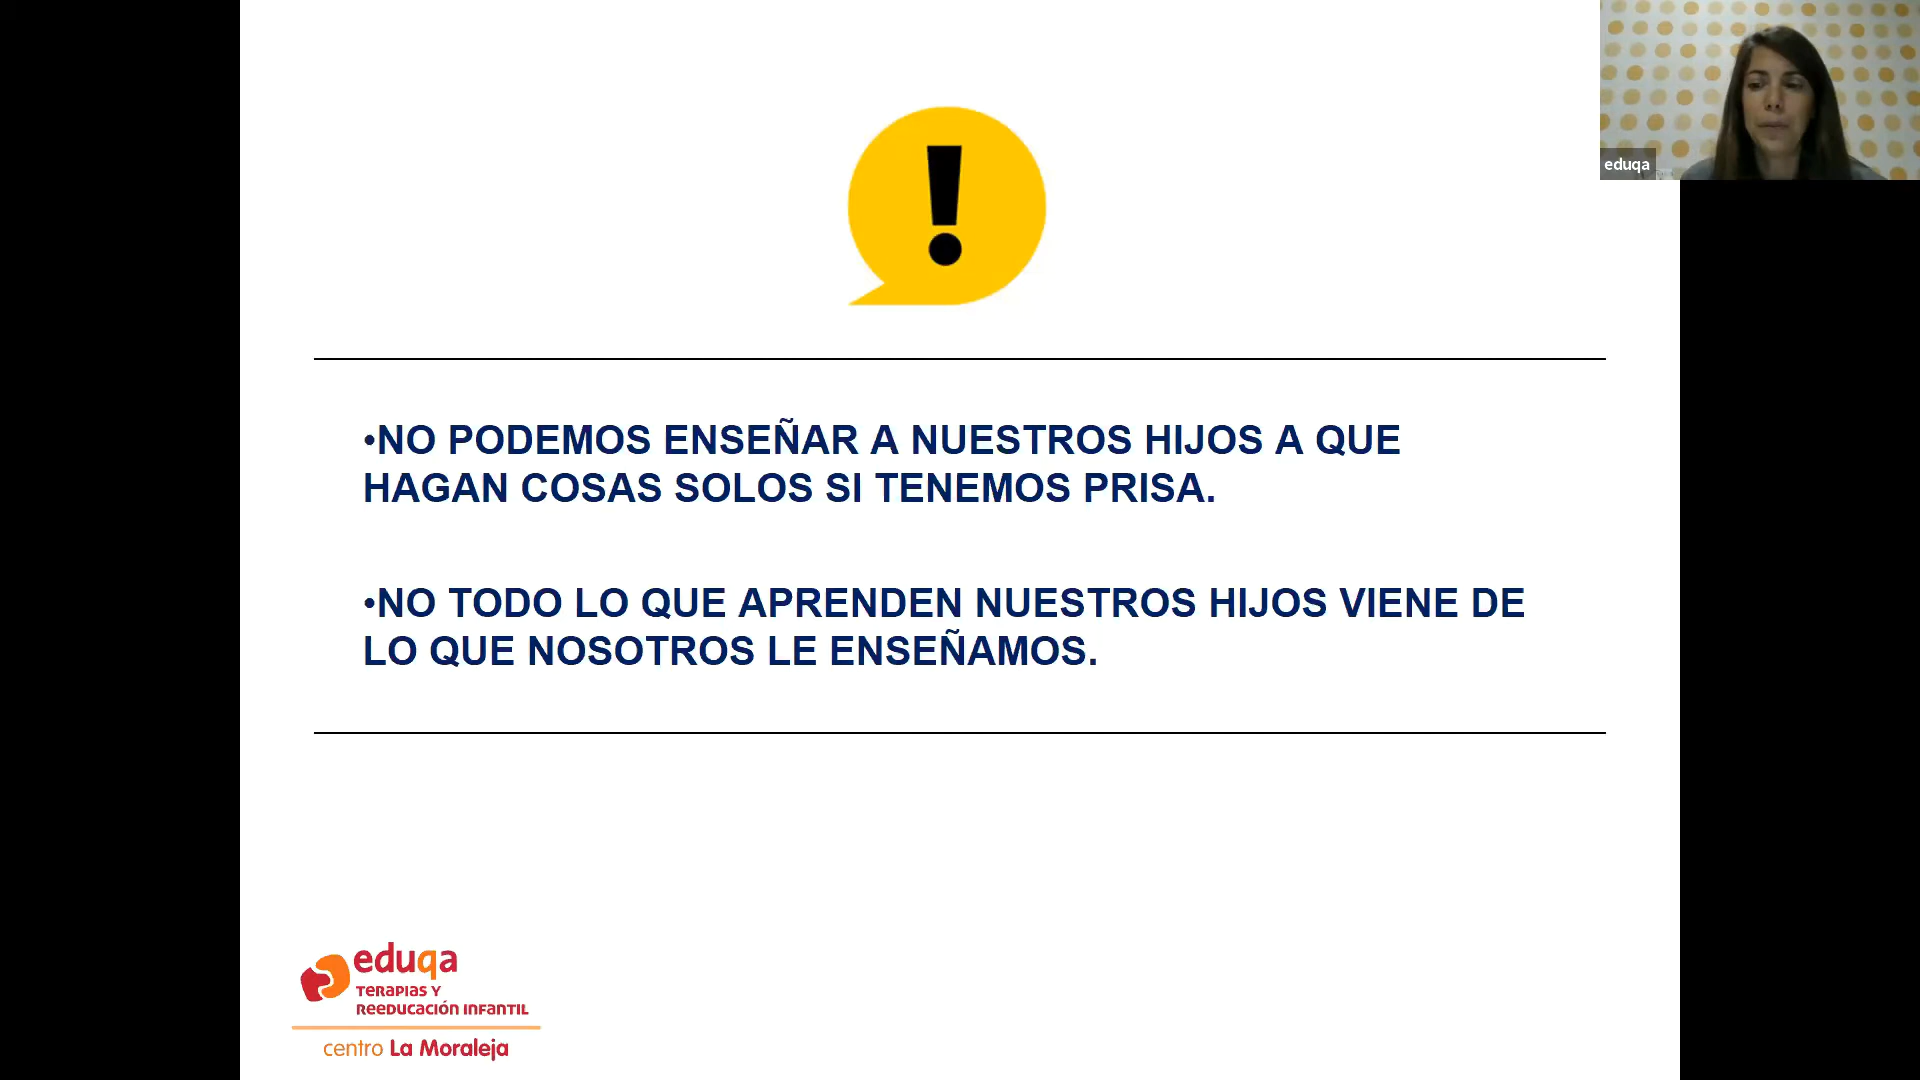 eduqa
!
•NO PODEMOS ENSEÑAR A NUESTROS HIJOS A QUE
HAGAN COSAS SOLOS SI TENEMOS PRISA.
•NO TODO LO QUE APRENDEN NUESTROS HIJOS VIENE DE
LO QUE NOSOTROS LE ENSEÑAMOS.
eduqa
TERAPIAS Y
REEDUCACIÓN INFANTIL
centro La Moraleja